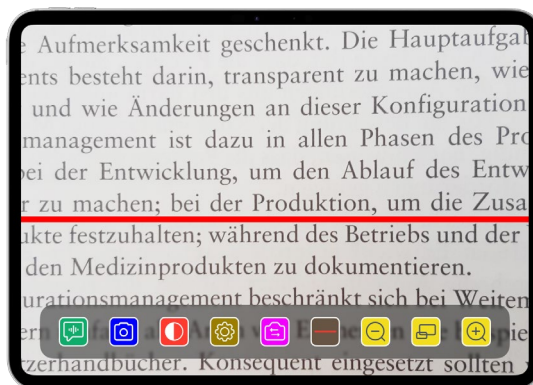 e Aufmerksamkeit geschenkt. Die Hauptaufgab
ents besteht darin, transparent zu machen, wie
und wie Änderungen an dieser Konfiguration
management ist dazu in allen Phasen des Pro
bei der Entwicklung, um den Ablauf des Entw
r zu machen; bei der Produktion, um die Zusa
ukte festzuhalten; während des Betriebs und der
den Medizinprodukten zu dokumentieren.
urationsmanagement beschränkt sich bei Weiten
ern
rzerhandbücher. Konsequent eingesetzt sollten